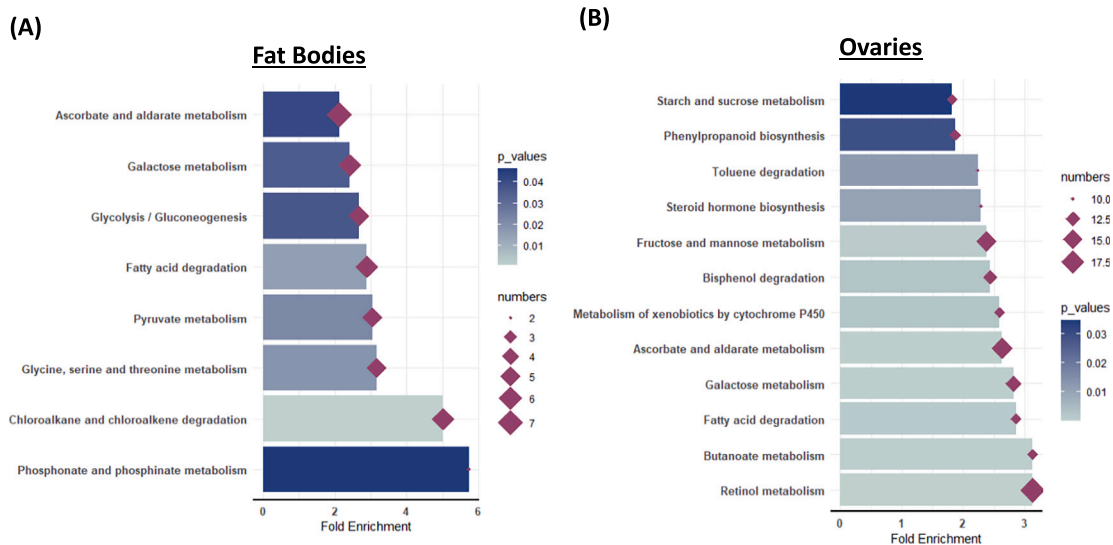 (A)
Fat Bodies
Ascorbate and aldarate metabolism
Galactose metabolism
Glycolysis / Gluconeogenesis
Fatty acid degradation
Pyruvate metabolism
Glycine, serine and threonine metabolism
Chloroalkane and chloroalkene degradation
Phosphonate and phosphinate metabolism
0 2 4 6
Fold Enrichment
p_values
0.04
0.02
0.01
numbers
2
3
4
5
6
7
(B)
Ovaries
Starch and sucrose metabolism
Phenylpropanoid biosynthesis
Toluene degradation
Steroid hormone biosynthesis
Fructose and mannose metabolism
Bisphenol degradation
Metabolism of xenobiotics by cytochrome P450
Ascorbate and aldarate metabolism
Galactose metabolism
Fatty acid degradation
Butanoate metabolism
Retinol metabolism
0 1 2 3
Fold Enrichment
numbers
10.0
12.5
15.0
17.5
p_values
0.03
0.02
0.01